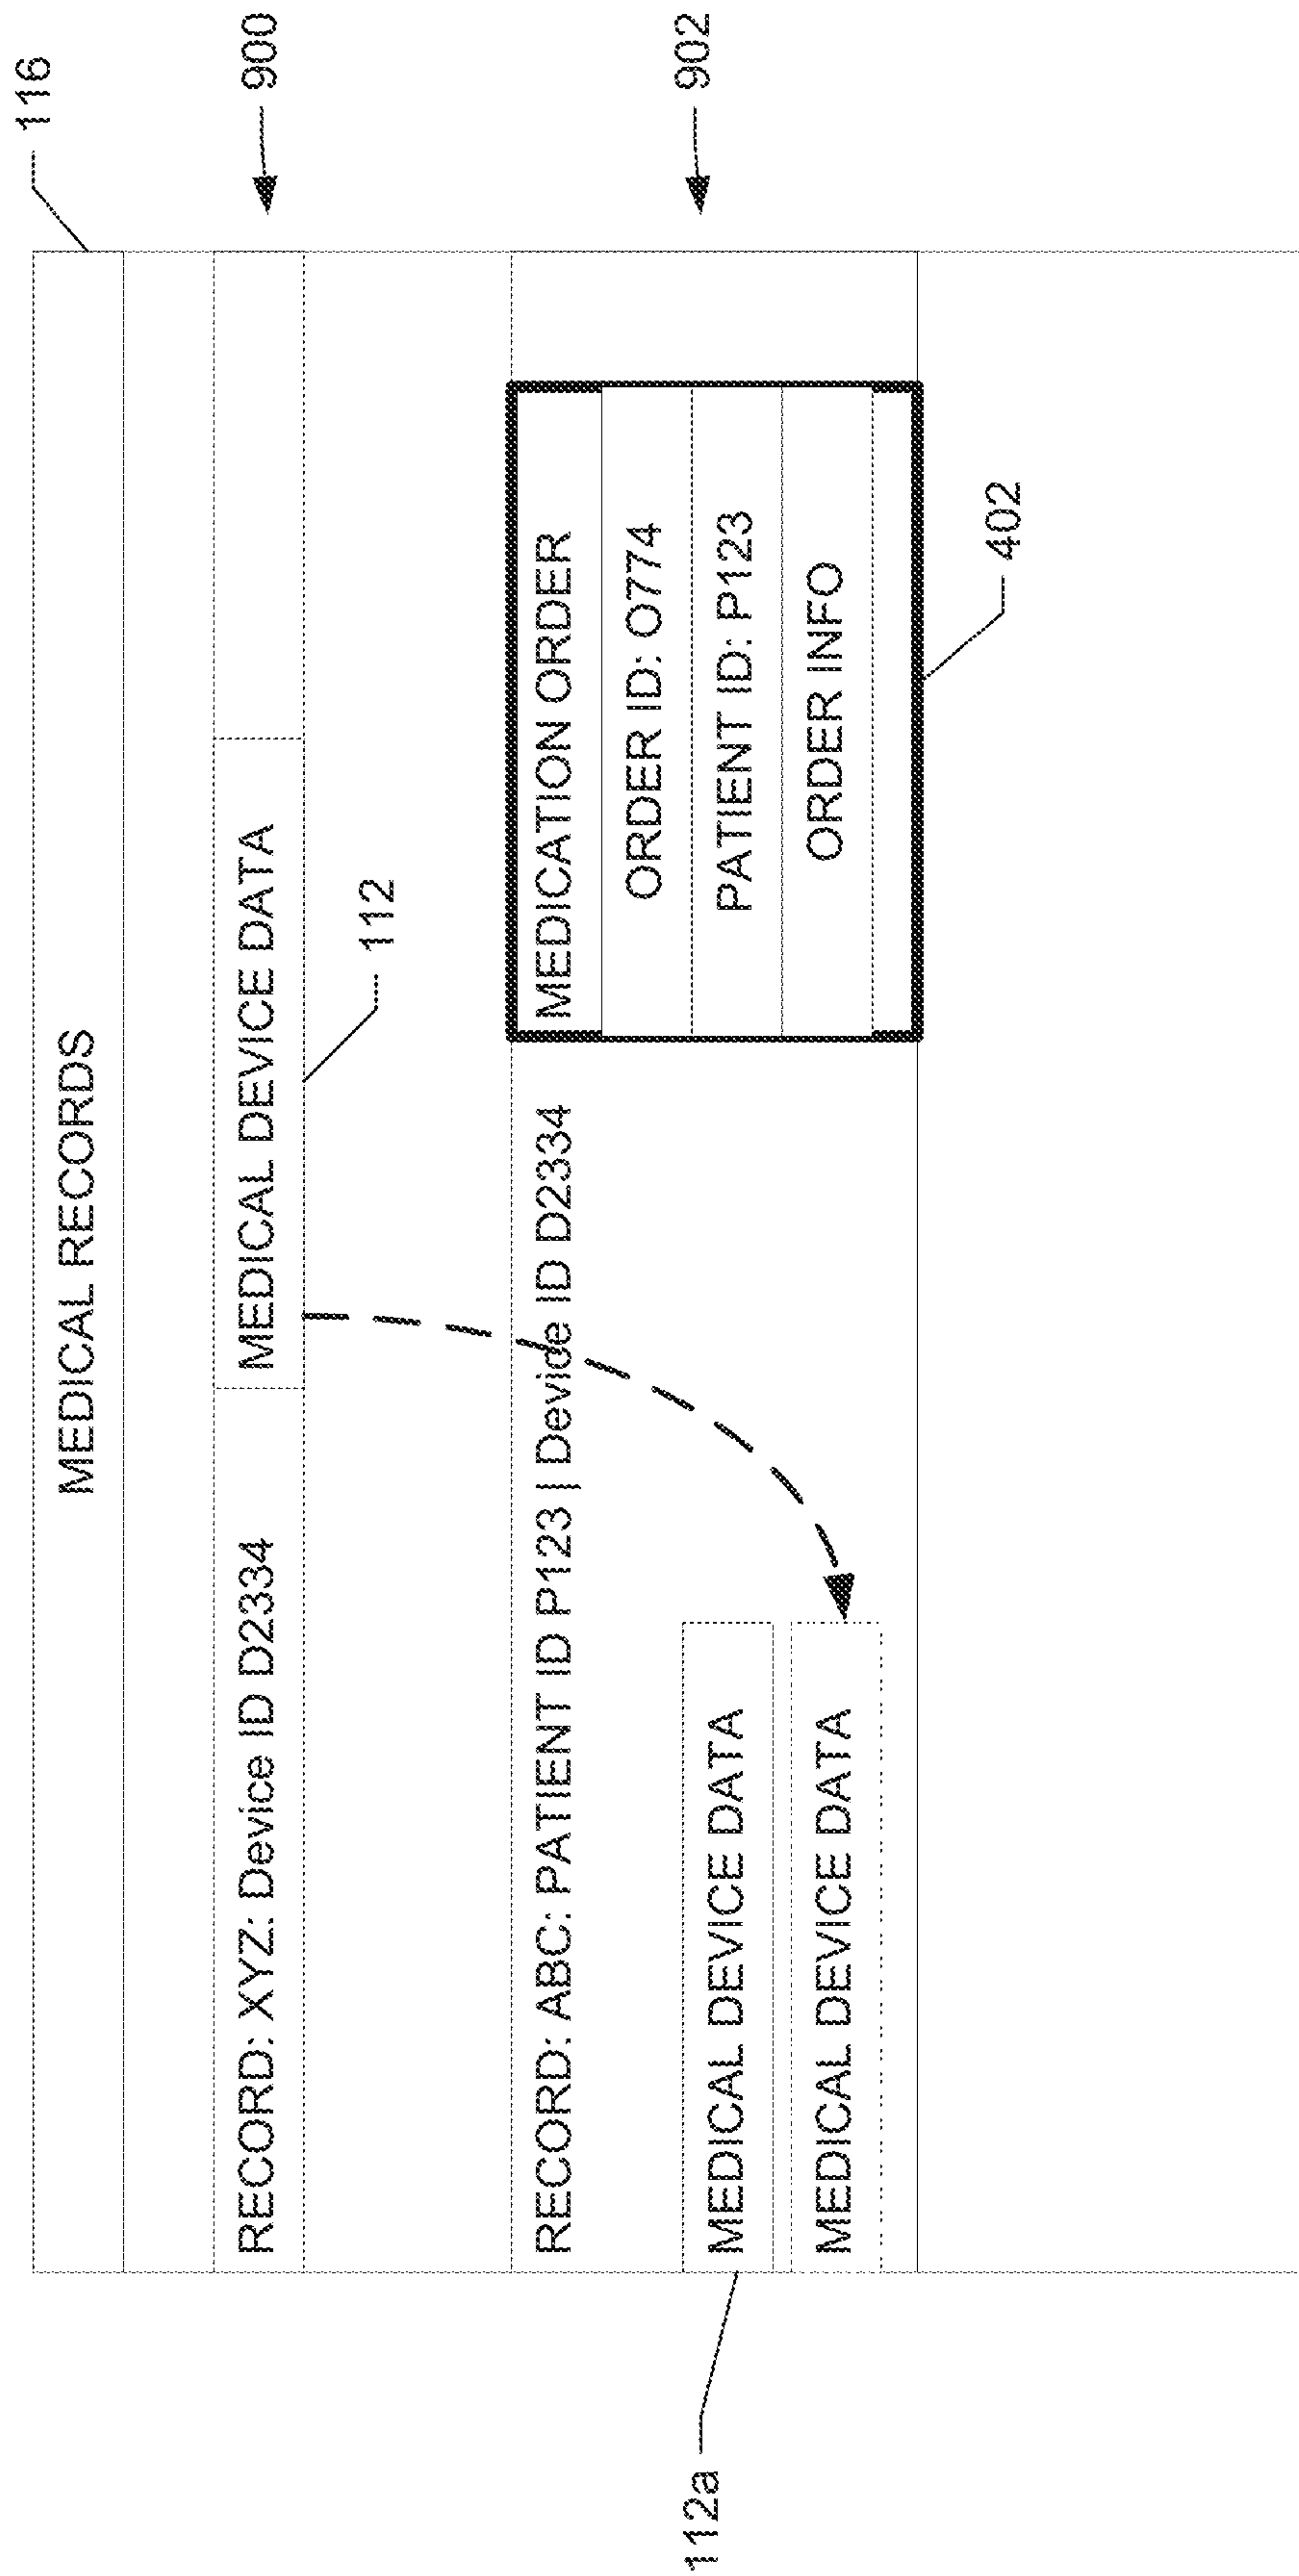 116
MEDICAL RECORDS
RECORD: XYZ: Device ID D2334
MEDICAL DEVICE DATA
900
112
RECORD: ABC: PATIENT ID P123 | Device ID D2334
MEDICATION ORDER
ORDER ID: O774
PATIENT ID: P123
ORDER INFO
902
112a
MEDICAL DEVICE DATA
MEDICAL DEVICE DATA
402